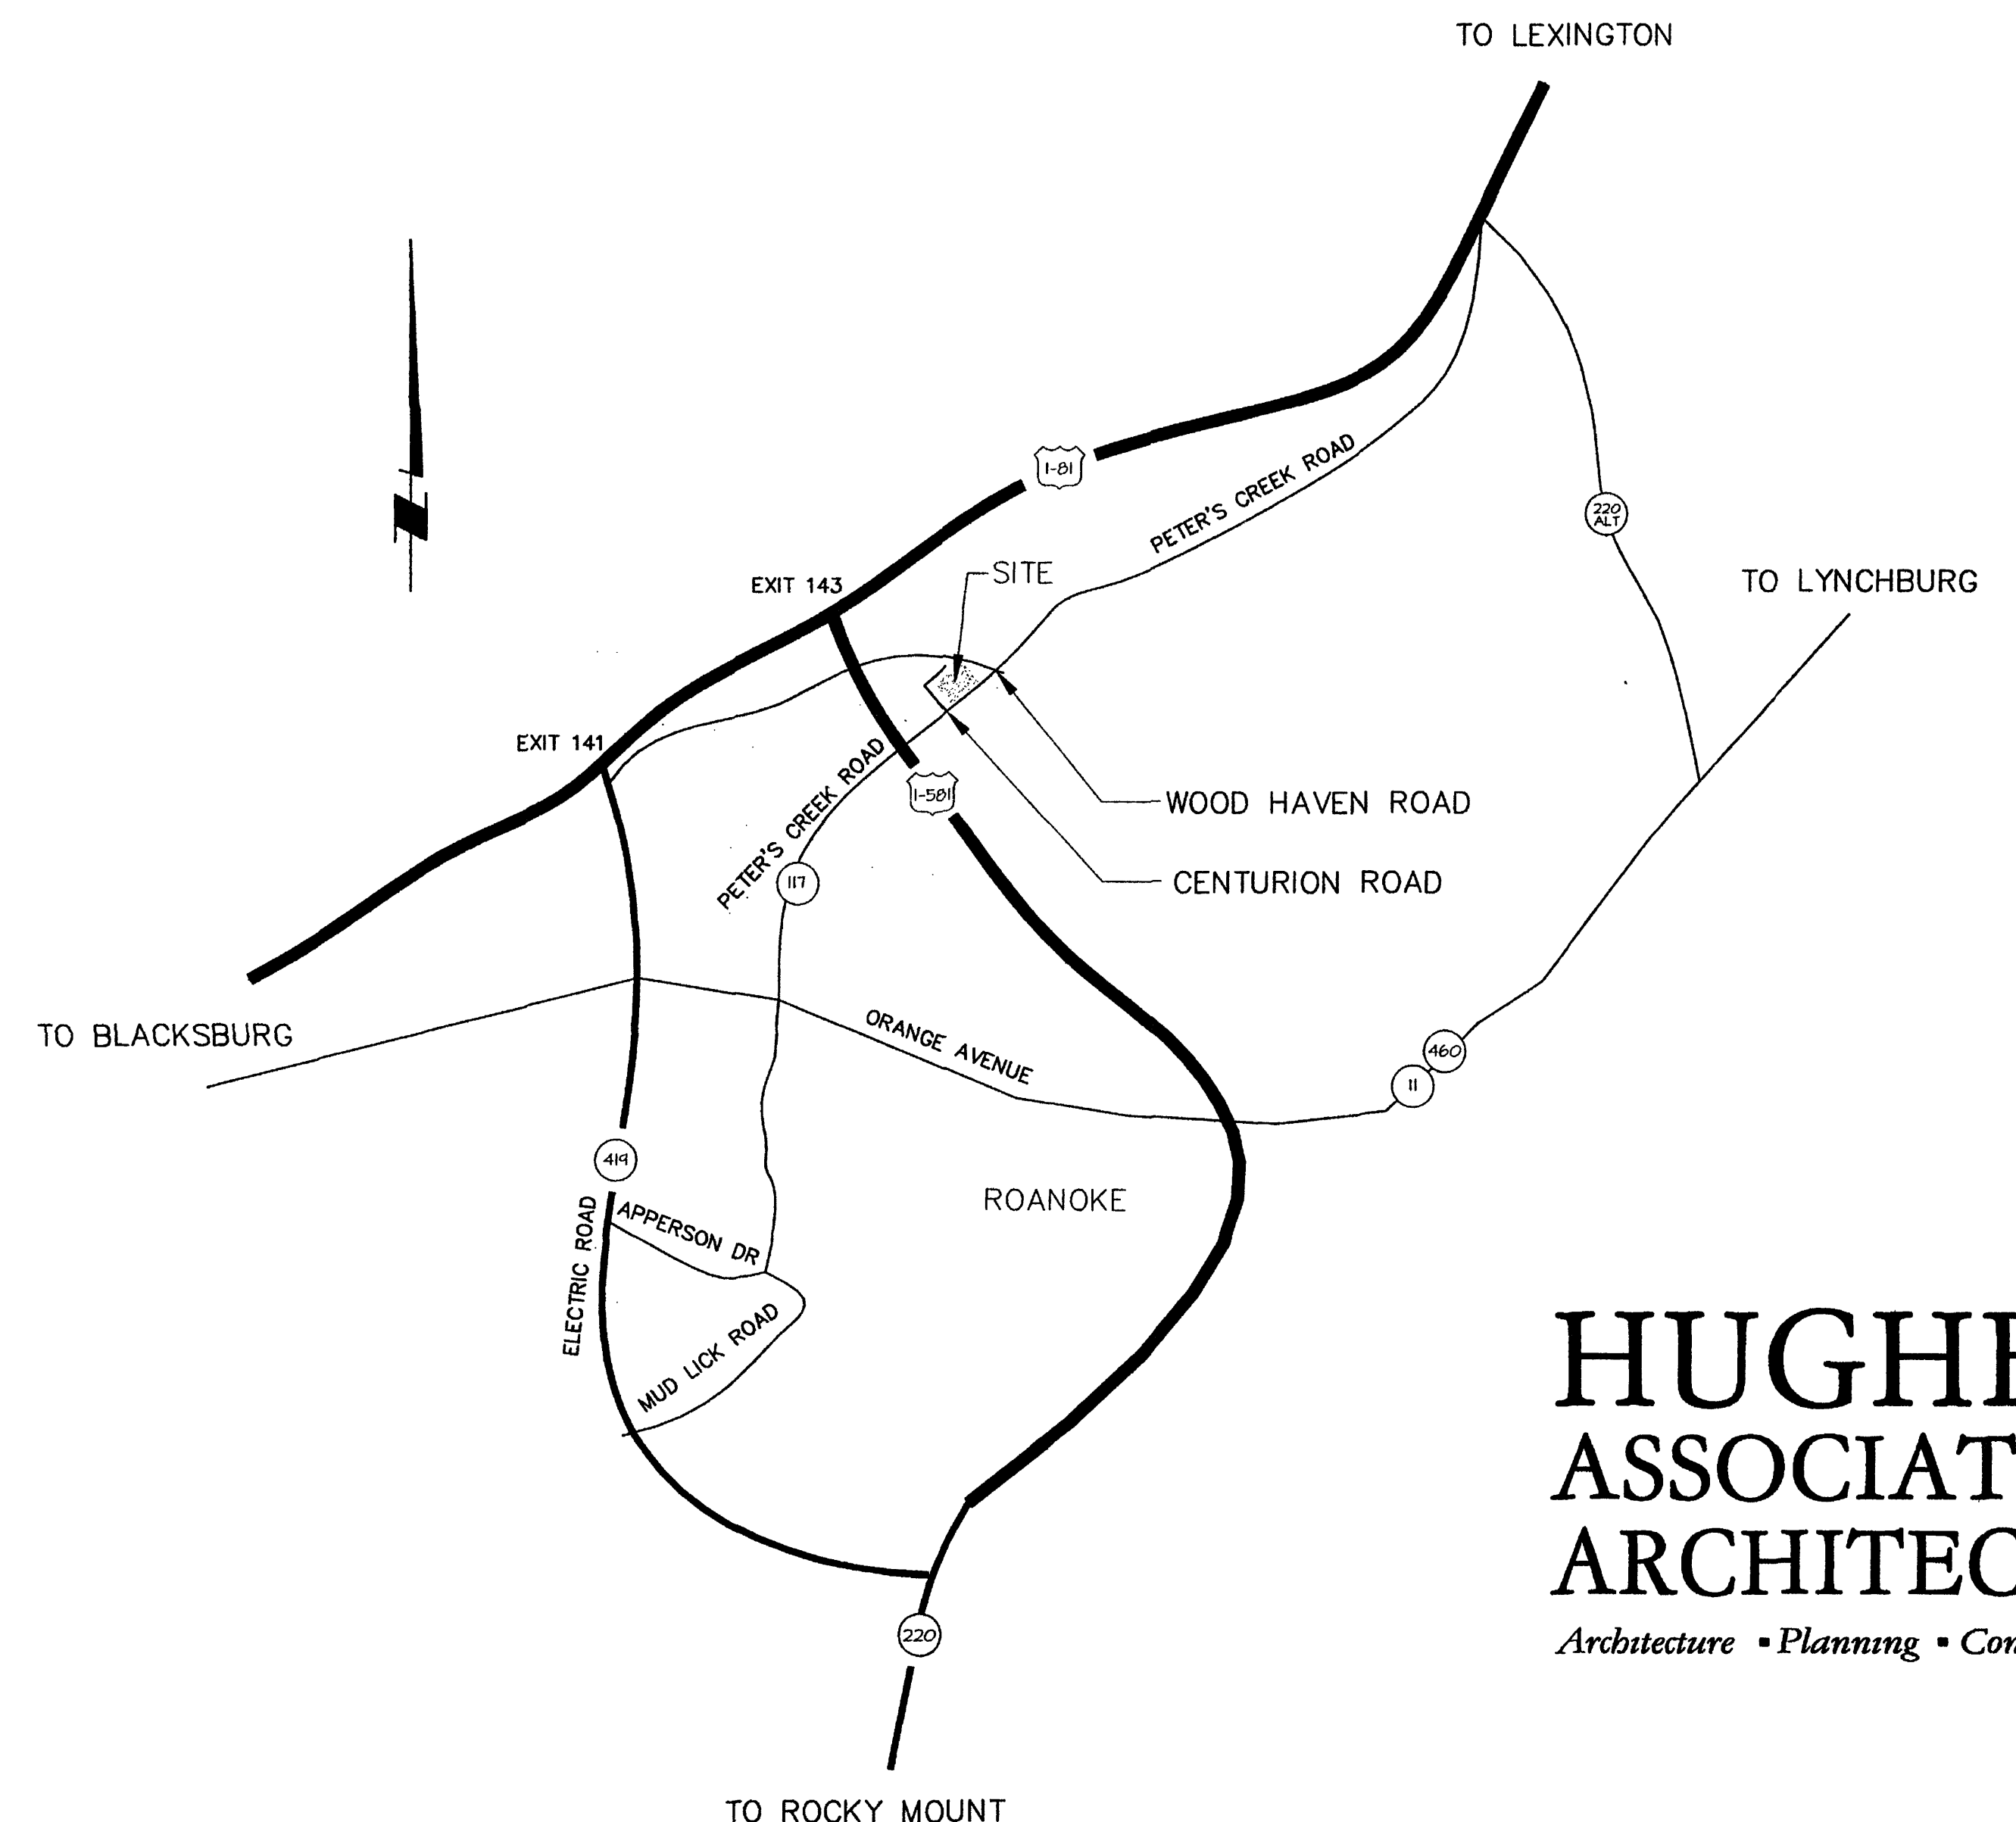 TO LEXINGTON
I-81
PETER'S CREEK ROAD
220
ALT
EXIT 143
SITE
TO LYNCHBURG
EXIT 141
PETER'S CREEK ROAD
I-581
WOOD HAVEN ROAD
117
CENTURION ROAD
TO BLACKSBURG
ORANGE AVENUE
460
11
419
ROANOKE
ELECTRIC ROAD
APPERSON DR
MUD LICK ROAD
HUGH
ASSOCIAT
ARCHITEC
Architecture ▪ Planning ▪ Con
220
TO ROCKY MOUNT
N